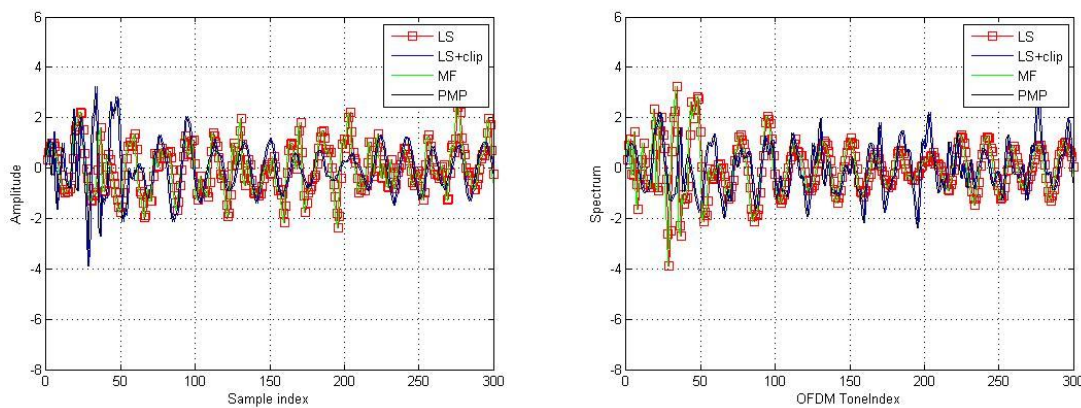 6
4
2
0
-2
-4
-6
-8
Amplitude
0 50 100 150 200 250 300
Sample index
LS
LS+clip
MF
PMP
6
4
2
0
-2
-4
-6
-8
Spectrum
0 50 100 150 200 250 300
OFDM ToneIndex
LS
LS+clip
MF
PMP